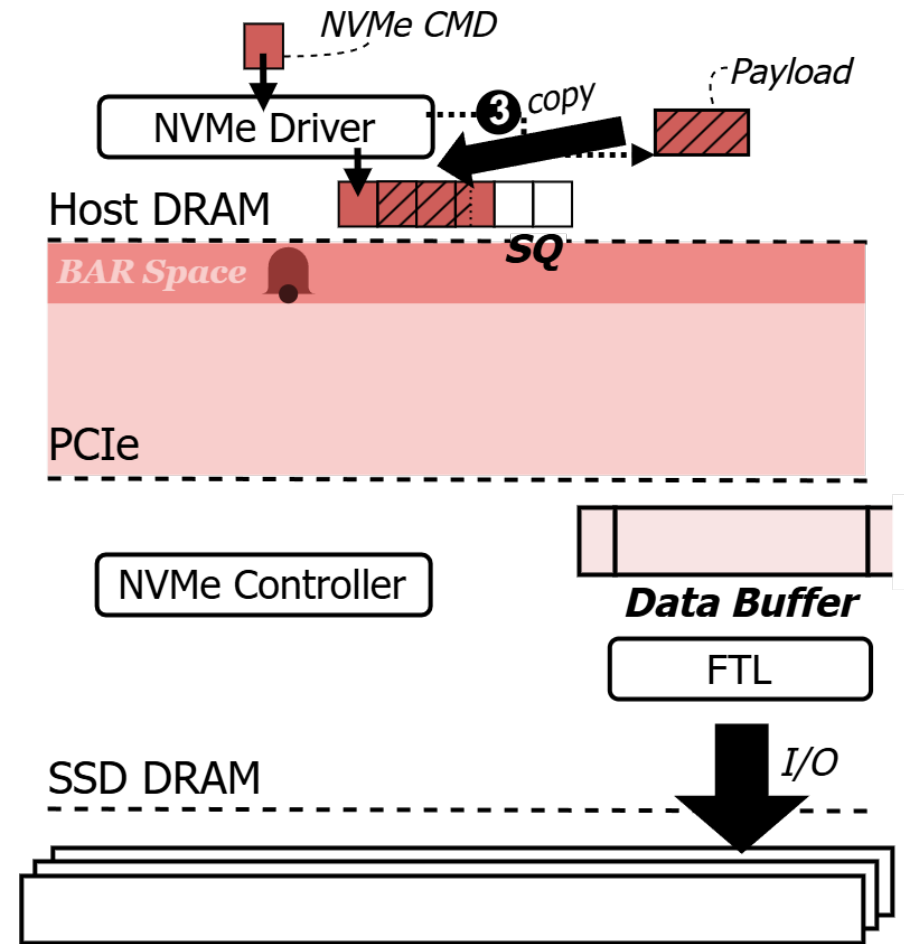 NVMe CMD
Payload
❸ copy
NVMe Driver
Host DRAM
SQ
BAR Space
PCIe
NVMe Controller
Data Buffer
FTL
I/O
SSD DRAM